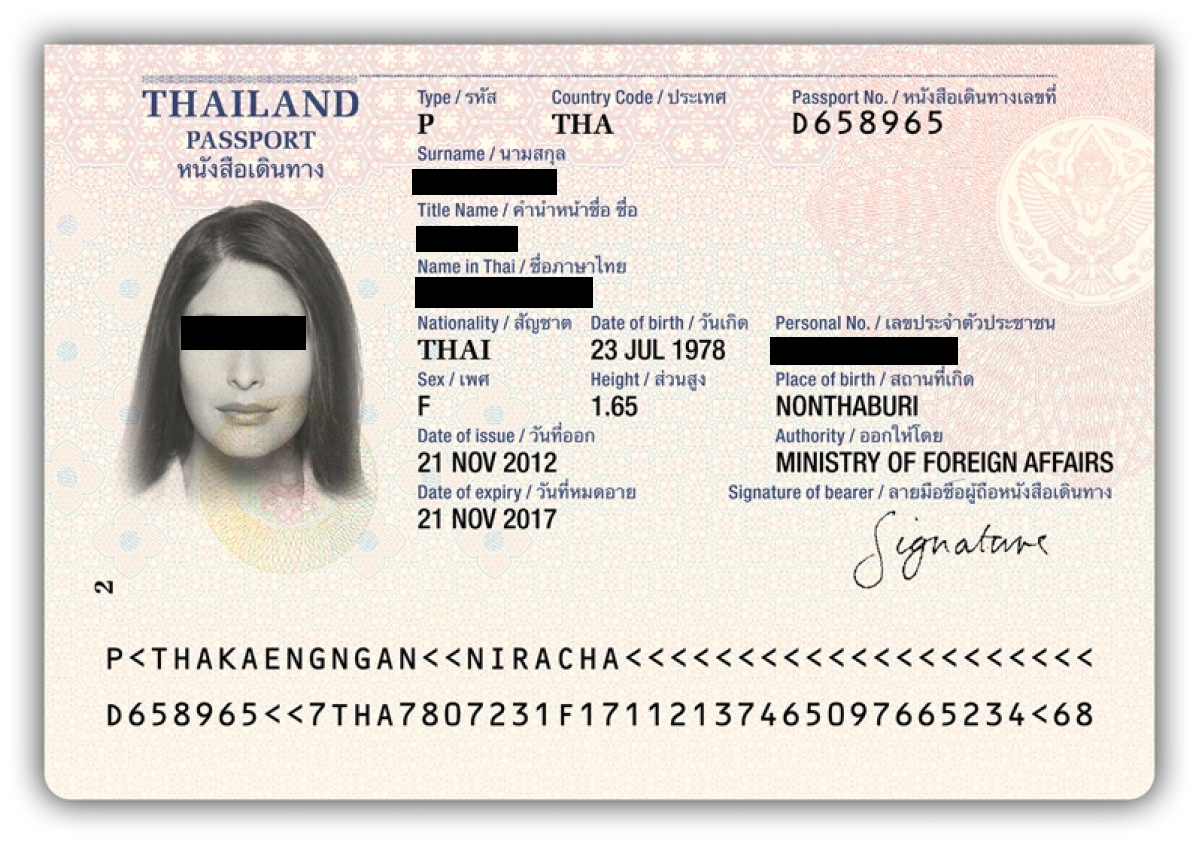 THAILAND
PASSPORT
หนังสือเดินทาง
Type / รหัส Country Code / ประเทศ Passport No. / หนังสือเดินทางเลขที่
P THA D658965
Surname / นามสกุล
Title Name / คำนำหน้าชื่อ ชื่อ
Name in Thai / ชื่อภาษาไทย
Nationality / สัญชาต Date of birth / วันเกิด Personal No. / เลขประจำตัวประชาชน
THAI 23 JUL 1978
Sex / เพศ Height / ส่วนสูง Place of birth / สถานที่เกิด
F 1.65 NONTHABURI
Date of issue / วันที่ออก Authority / ออกให้โดย
21 NOV 2012 MINISTRY OF FOREIGN AFFAIRS
Date of expiry / วันที่หมดอาย Signature of bearer / ลายมือชื่อผู้ถือหนังสือเดินทาง
21 NOV 2017
Signature
2
P<THAKAENGNGAN<<NIRACHA<<<<<<<<<<<<<<<<<<<<<
D658965<<7THA7807231F17112137465097665234<68